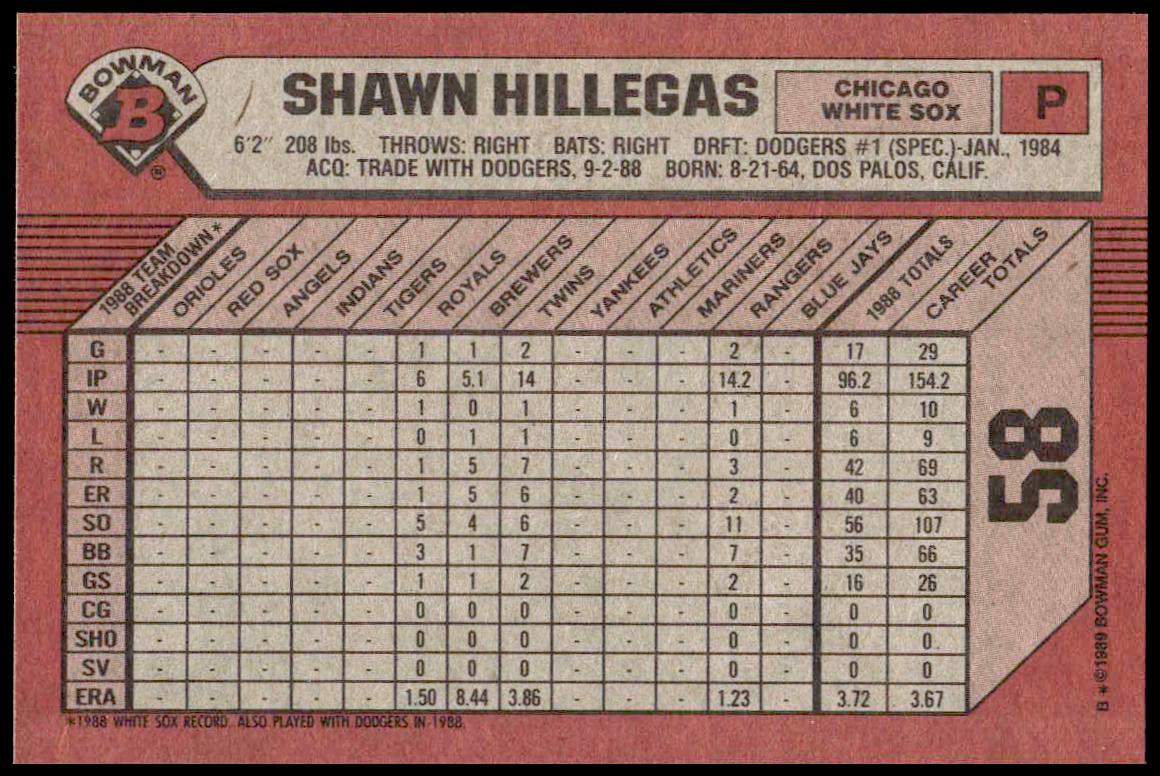 BOWMAN
B
®
SHAWN HILLEGAS
CHICAGO
WHITE SOX
P
6'2" 208 lbs. THROWS: RIGHT BATS: RIGHT DRFT: DODGERS #1 (SPEC.)-JAN., 1984
ACQ: TRADE WITH DODGERS, 9-2-88 BORN: 8-21-64, DOS PALOS, CALIF.
1988 TEAM
BREAKDOWN*
ORIOLES
RED SOX
ANGELS
INDIANS
TIGERS
ROYALS
BREWERS
TWINS
YANKEES
ATHLETICS
MARINERS
RANGERS
BLUE JAYS
1988 TOTALS
CAREER
TOTALS
G - - - - - 1 1 2 - - - 2 - 17 29
IP - - - - - 6 5.1 14 - - - 14.2 - 96.2 154.2
W - - - - - 1 0 1 - - - 1 - 6 10
L - - - - - 0 1 1 - - - 0 - 6 9
R - - - - - 1 5 7 - - - 3 - 42 69
ER - - - - - 1 5 6 - - - 2 - 40 63
SO - - - - - 5 4 6 - - - 11 - 56 107
BB - - - - - 3 1 7 - - - 7 - 35 66
GS - - - - - 1 1 2 - - - 2 - 16 26
CG - - - - - 0 0 0 - - - 0 - 0 0
SHO - - - - - 0 0 0 - - - 0 - 0 0
SV - - - - - 0 0 0 - - - 0 - 0 0
ERA - - - - - 1.50 8.44 3.86 - - - 1.23 - 3.72 3.67
58
*1988 WHITE SOX RECORD. ALSO PLAYED WITH DODGERS IN 1988.
B * © 1989 BOWMAN GUM, INC.